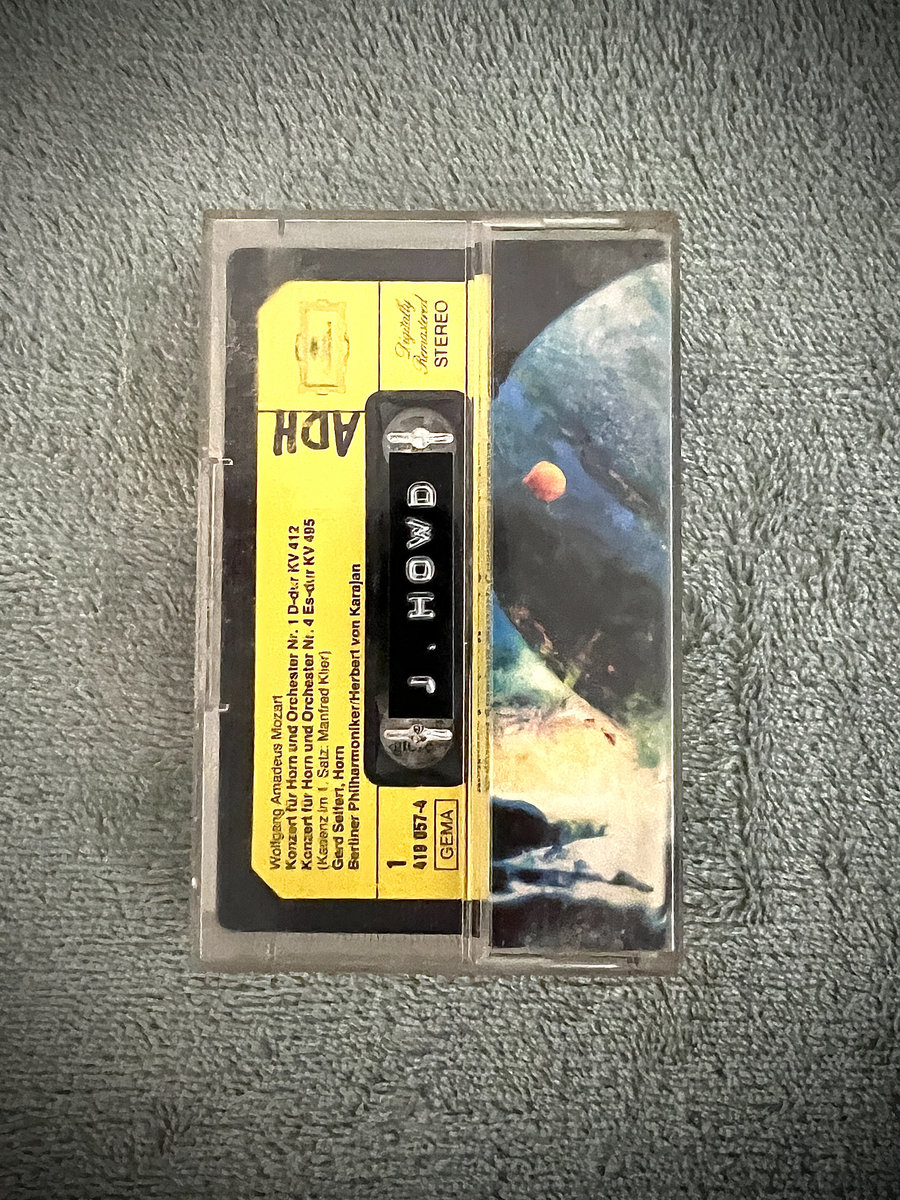 Wolfgang Amadeus Mozart
Konzert für Horn und Orchester Nr. 1 D-dur KV 412
Konzert für Horn und Orchester Nr. 4 Es-dur KV 495
(Kadenz im 1. Satz: Manfred Klier)
Gerd Seifert, Horn
Berliner Philharmoniker/Herbert von Karajan
ADH
Digitally
Remastered
STEREO
J. HOWD
1
419 057-4
GEMA